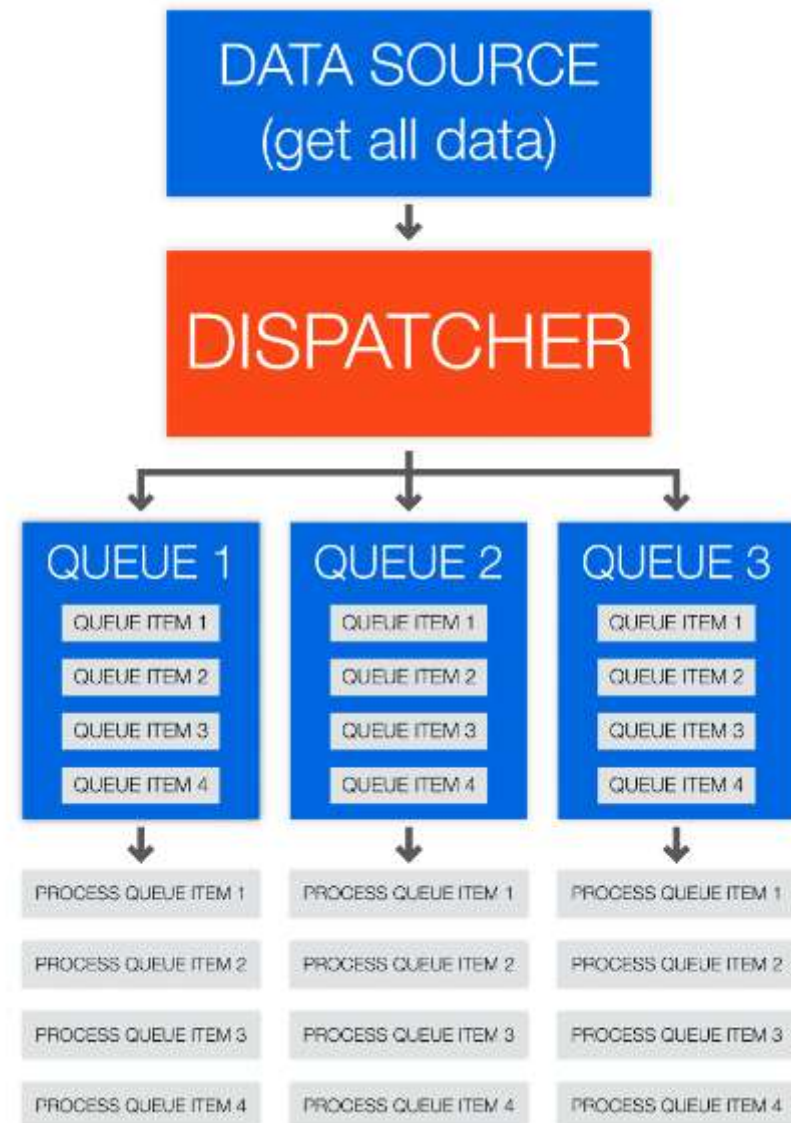 DATA SOURCE
(get all data)
DISPATCHER
QUEUE 1
QUEUE ITEM 1
QUEUE ITEM 2
QUEUE ITEM 3
QUEUE ITEM 4
PROCESS QUEUE ITEM 1
PROCESS QUEUE ITEM 2
PROCESS QUEUE ITEM 3
PROCESS QUEUE ITEM 4
QUEUE 2
QUEUE ITEM 1
QUEUE ITEM 2
QUEUE ITEM 3
QUEUE ITEM 4
PROCESS QUEUE ITEM 1
PROCESS QUEUE ITEM 2
PROCESS QUEUE ITEM 3
PROCESS QUEUE ITEM 4
QUEUE 3
QUEUE ITEM 1
QUEUE ITEM 2
QUEUE ITEM 3
QUEUE ITEM 4
PROCESS QUEUE ITEM 1
PROCESS QUEUE ITEM 2
PROCESS QUEUE ITEM 3
PROCESS QUEUE ITEM 4